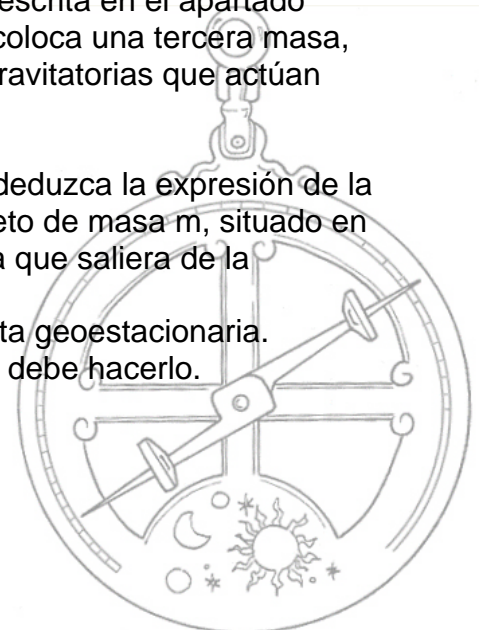 escrita en el apartado
coloca una tercera masa,
ravitatorias que actúan
deduzca la expresión de la
eto de masa m, situado en
a que saliera de la
ta geoestacionaria.
debe hacerlo.